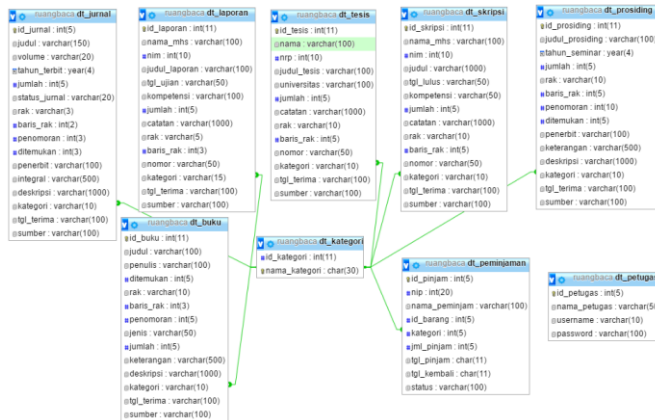 ruangbaca.dt_jurnal
id_jurnal : int(5)
judul : varchar(150)
volume : varchar(20)
tahun_terbit : year(4)
jumlah : int(5)
status_jurnal : varchar(20)
rak : varchar(3)
baris_rak : int(2)
penomoran : int(3)
ditemukan : int(3)
penerbit : varchar(100)
integral : varchar(500)
deskripsi : varchar(1000)
kategori : varchar(10)
tgl_terima : varchar(100)
sumber : varchar(100)
ruangbaca.dt_laporan
id_laporan : int(11)
nama_mhs : varchar(100)
nim : int(10)
judul_laporan : varchar(100)
tgl_ujian : varchar(50)
kompetensi : varchar(100)
jumlah : int(5)
catatan : varchar(1000)
rak : varchar(5)
baris_rak : int(3)
nomor : varchar(50)
kategori : varchar(15)
tgl_terima : varchar(100)
sumber : varchar(100)
ruangbaca.dt_tesis
id_tesis : int(11)
nama : varchar(100)
nrp : int(10)
judul_tesis : varchar(100)
universitas : varchar(100)
jumlah : int(5)
catatan : varchar(1000)
rak : varchar(10)
baris_rak : int(5)
nomor : varchar(50)
kategori : varchar(10)
tgl_terima : varchar(100)
sumber : varchar(100)
ruangbaca.dt_skripsi
id_skripsi : int(11)
nama_mhs : varchar(100)
nim : int(10)
judul : varchar(1000)
tgl_lulus : varchar(50)
kompetensi : varchar(50)
jumlah : int(5)
catatan : varchar(1000)
rak : varchar(10)
baris_rak : int(5)
nomor : varchar(50)
kategori : varchar(10)
tgl_terima : varchar(100)
sumber : varchar(100)
ruangbaca.dt_prosiding
id_prosiding : int(11)
judul_prosiding : varchar(100)
tahun_seminar : year(4)
jumlah : int(5)
rak : varchar(10)
baris_rak : int(5)
penomoran : int(10)
ditemukan : int(5)
penerbit : varchar(100)
keterangan : varchar(500)
deskripsi : varchar(1000)
kategori : varchar(10)
tgl_terima : varchar(100)
sumber : varchar(100)
ruangbaca.dt_buku
id_buku : int(11)
judul : varchar(100)
penulis : varchar(100)
ditemukan : int(5)
rak : varchar(10)
baris_rak : int(3)
penomoran : int(5)
jenis : varchar(50)
jumlah : int(5)
keterangan : varchar(500)
deskripsi : varchar(1000)
kategori : varchar(10)
tgl_terima : varchar(100)
sumber : varchar(100)
ruangbaca.dt_kategori
id_kategori : int(11)
nama_kategori : char(30)
ruangbaca.dt_peminjaman
id_pinjam : int(5)
nip : int(20)
nama_peminjam : varchar(100)
id_barang : int(5)
kategori : int(5)
jml_pinjam : int(5)
tgl_pinjam : char(11)
tgl_kembali : char(11)
status : varchar(100)
ruangbaca.dt_petugas
id_petugas : int(5)
nama_petugas : varchar(50
username : varchar(10)
password : varchar(100)